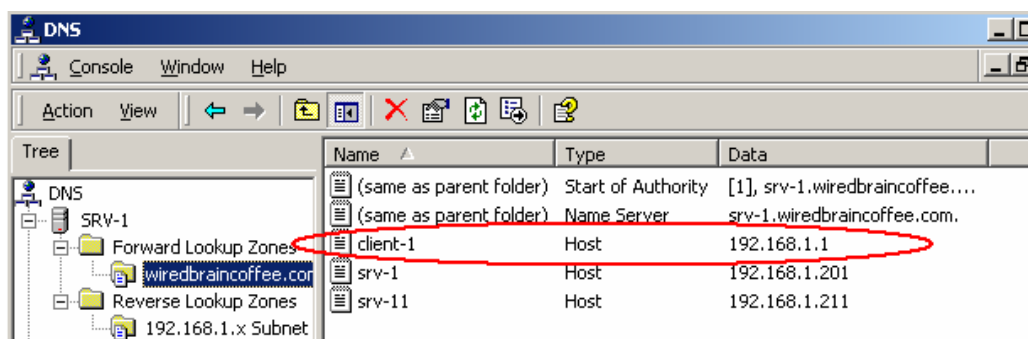 DNS
Console Window Help
Action View
Tree
Name Type Data
DNS
SRV-1
Forward Lookup Zones
wiredbraincoffee.com
Reverse Lookup Zones
192.168.1.x Subnet
(same as parent folder) Start of Authority [1], srv-1.wiredbraincoffee....
(same as parent folder) Name Server srv-1.wiredbraincoffee.com.
client-1 Host 192.168.1.1
srv-1 Host 192.168.1.201
srv-11 Host 192.168.1.211